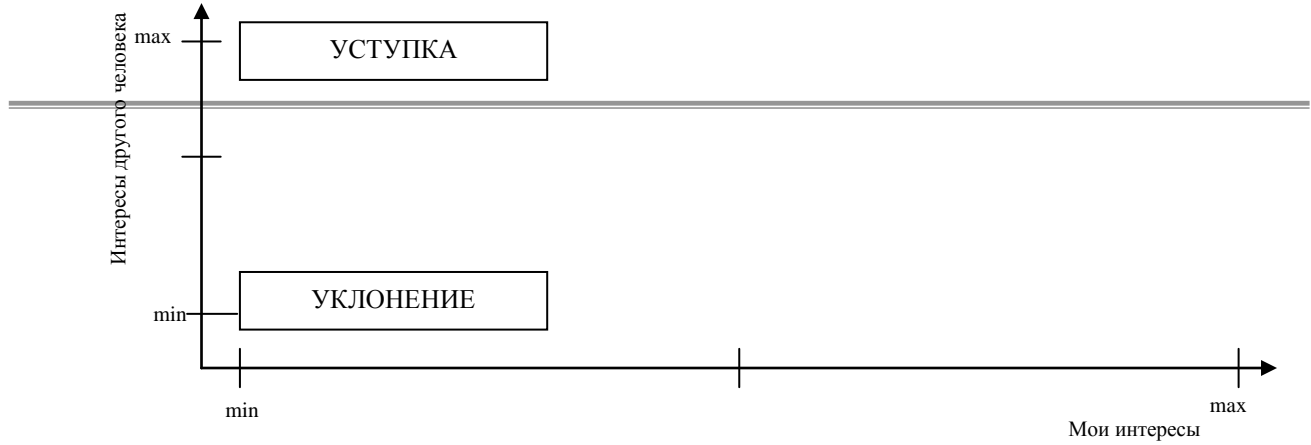 Интересы другого человека
max
УСТУПКА
УКЛОНЕНИЕ
min
min
max
Мои интересы